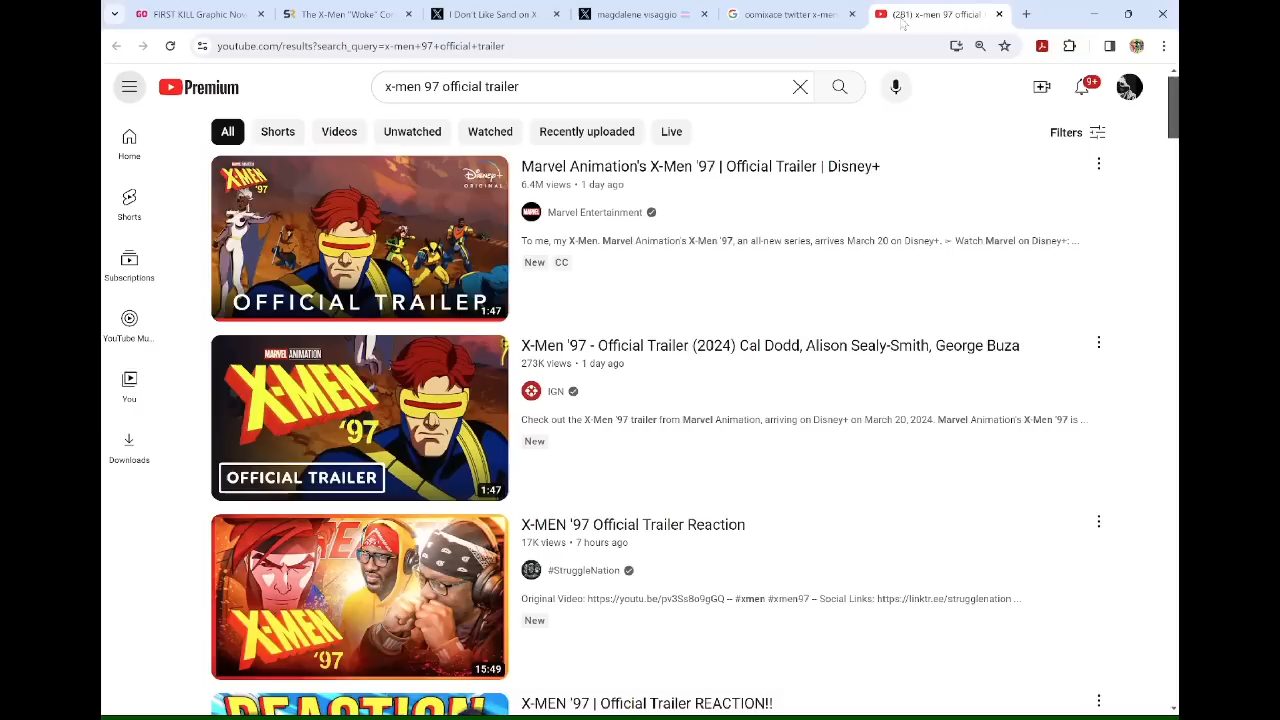 FIRST KILL Graphic Nove
The X-Men "Woke" Cor
I Don't Like Sand on X
magdalene visaggio
comixace twitter x-men
(281) x-men 97 official
youtube.com/results?search_query=x-men+97+official+trailer
Premium
x-men 97 official trailer
9+
All
Shorts
Videos
Unwatched
Watched
Recently uploaded
Live
Filters
Home
Shorts
Subscriptions
YouTube Mu...
You
Downloads
X-MEN '97
Disney+
ORIGINAL
OFFICIAL TRAILER
1:47
Marvel Animation's X-Men '97 | Official Trailer | Disney+
6.4M views • 1 day ago
Marvel Entertainment
To me, my X-Men. Marvel Animation's X-Men '97, an all-new series, arrives March 20 on Disney+. ► Watch Marvel on Disney+: ...
New
CC
MARVEL ANIMATION
X-MEN
'97
OFFICIAL TRAILER
1:47
X-Men '97 - Official Trailer (2024) Cal Dodd, Alison Sealy-Smith, George Buza
273K views • 1 day ago
IGN
Check out the X-Men '97 trailer from Marvel Animation, arriving on Disney+ on March 20, 2024. Marvel Animation's X-Men '97 is ...
New
X-MEN
'97
15:49
X-MEN '97 Official Trailer Reaction
17K views • 7 hours ago
#StruggleNation
Original Video: https://youtu.be/pv3Ss8o9gGQ -- #xmen #xmen97 -- Social Links: https://linktr.ee/strugglenation ...
New
REACTION
X-MEN '97 | Official Trailer REACTION!!